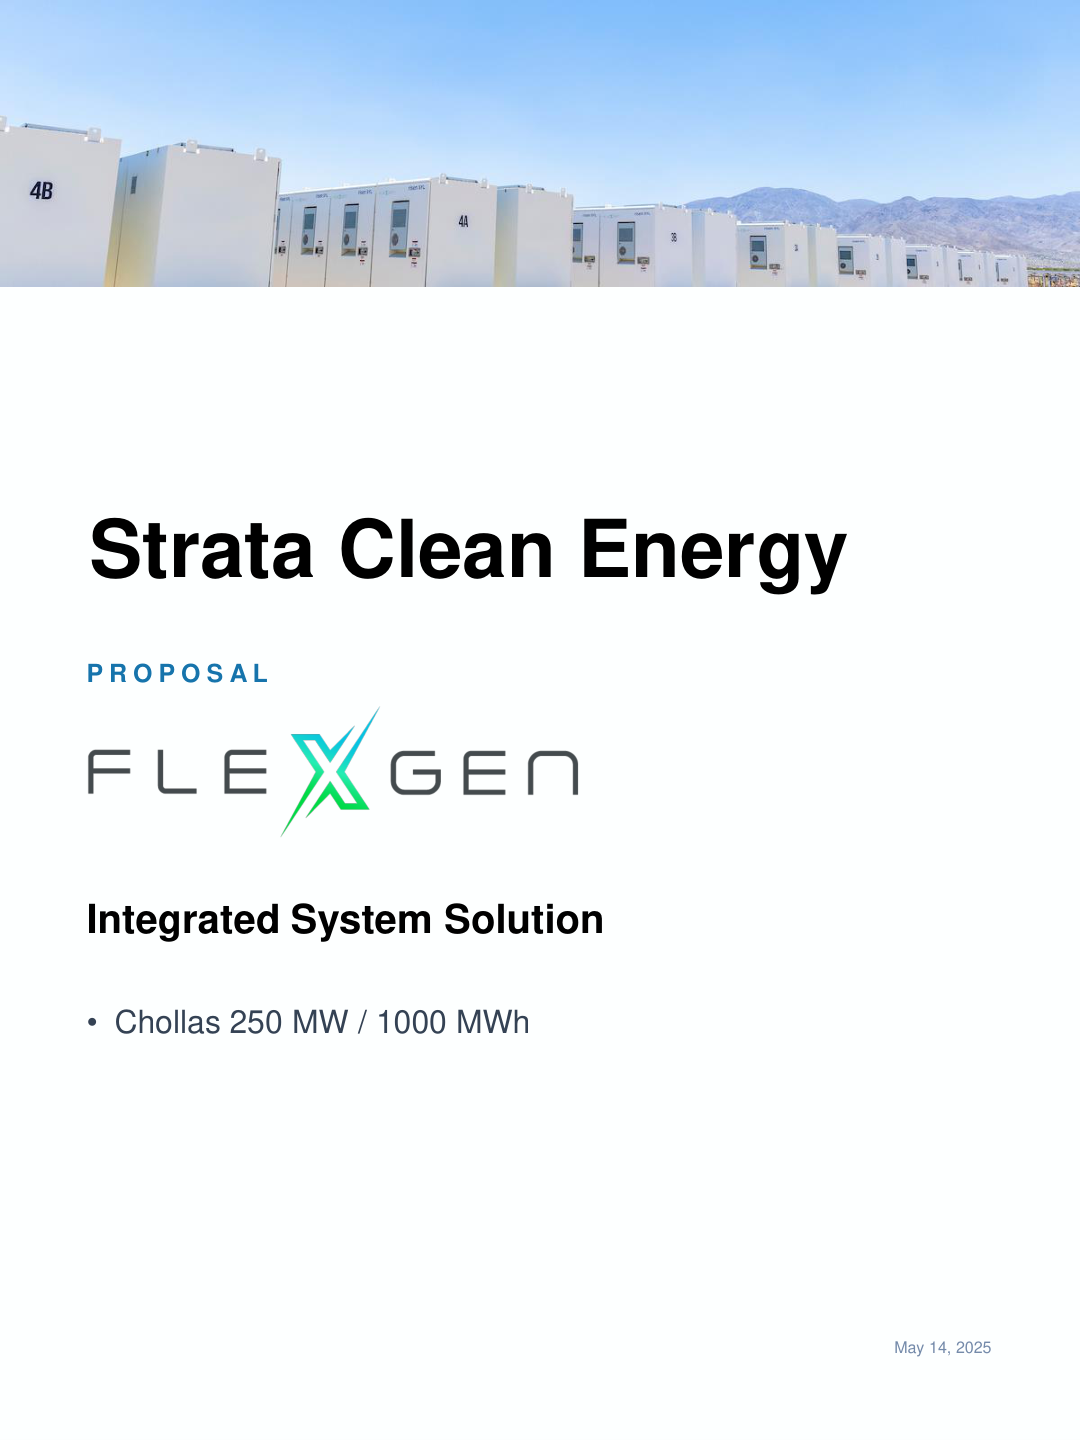 4B
4A
3B
Strata Clean Energy
PROPOSAL
FLEXGEN
Integrated System Solution
• Chollas 250 MW / 1000 MWh
May 14, 2025